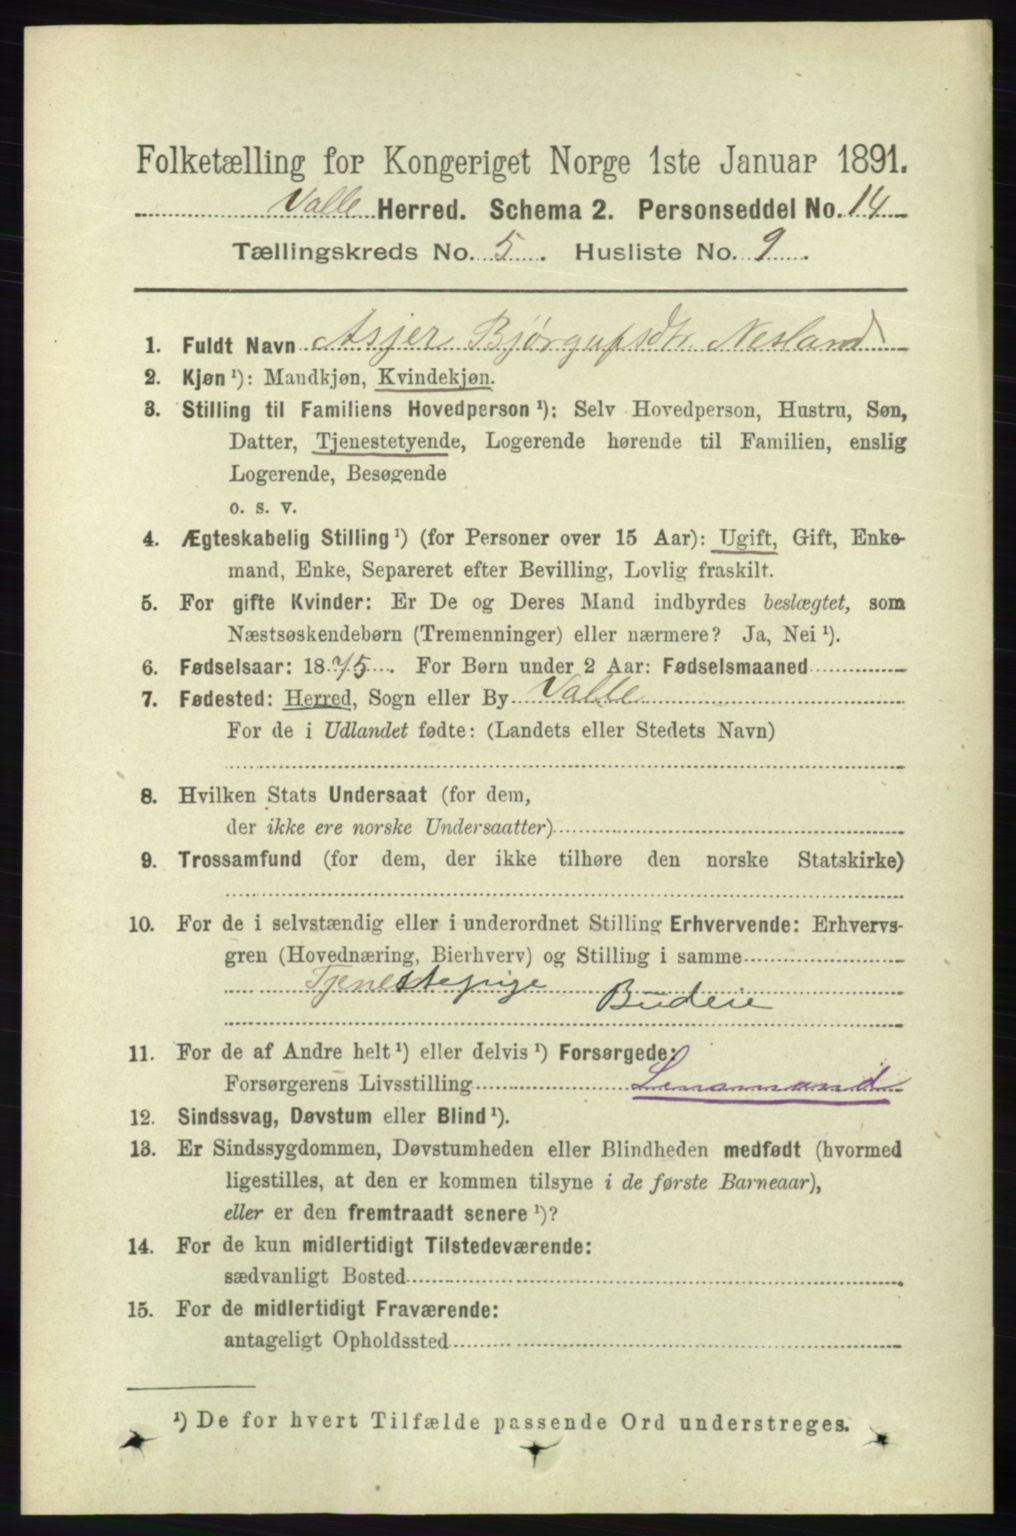 Folketælling for Kongeriget Norge 1ste Januar 1891.
Valle Herred. Schema 2. Personseddel No. 14
Tællingskreds No. 5. Husliste No. 9.
1. Fuldt Navn Asjer Bjørgufsdtr. Nesland
2. Kjøn¹): Mandkjøn, Kvindekjøn.
3. Stilling til Familiens Hovedperson¹): Selv Hovedperson, Hustru, Søn,
Datter, Tjenestetyende, Logerende hørende til Familien, enslig
Logerende, Besøgende
o. s. v.
4. Ægteskabelig Stilling¹) (for Personer over 15 Aar): Ugift, Gift, Enke-
mand, Enke, Separeret efter Bevilling, Lovlig fraskilt.
5. For gifte Kvinder: Er De og Deres Mand indbyrdes beslægtet, som
Næstsøskendebørn (Tremenninger) eller nærmere? Ja, Nei¹).
6. Fødselsaar: 1875. For Børn under 2 Aar: Fødselsmaaned
7. Fødested: Herred, Sogn eller By Valle
For de i Udlandet fødte: (Landets eller Stedets Navn)
8. Hvilken Stats Undersaat (for dem,
der ikke ere norske Undersaatter)
9. Trossamfund (for dem, der ikke tilhøre den norske Statskirke)
10. For de i selvstændig eller i underordnet Stilling Erhvervende: Erhvervs-
gren (Hovednæring, Bierhverv) og Stilling i samme
Tjenestepige Budeie
11. For de af Andre helt¹) eller delvis¹) Forsørgede:
Forsørgerens Livsstilling Lensmand
12. Sindssvag, Døvstum eller Blind¹).
13. Er Sindssygdommen, Døvstumheden eller Blindheden medfødt (hvormed
ligestilles, at den er kommen tilsyne i de første Barneaar),
eller er den fremtraadt senere¹)?
14. For de kun midlertidigt Tilstedeværende:
sædvanligt Bosted
15. For de midlertidigt Fraværende:
antageligt Opholdssted
¹) De for hvert Tilfælde passende Ord understreges.